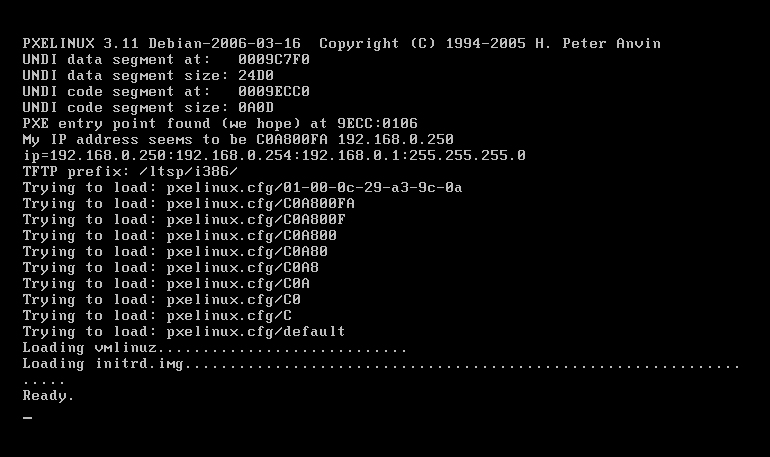 PXELINUX 3.11 Debian-2006-03-16  Copyright (C) 1994-2005 H. Peter Anvin
UNDI data segment at:   0009C7F0
UNDI data segment size: 24D0
UNDI code segment at:   0009ECC0
UNDI code segment size: 0A0D
PXE entry point found (we hope) at 9ECC:0106
My IP address seems to be C0A800FA 192.168.0.250
ip=192.168.0.250:192.168.0.254:192.168.0.1:255.255.255.0
TFTP prefix: /ltsp/i386/
Trying to load: pxelinux.cfg/01-00-0c-29-a3-9c-0a
Trying to load: pxelinux.cfg/C0A800FA
Trying to load: pxelinux.cfg/C0A800F
Trying to load: pxelinux.cfg/C0A800
Trying to load: pxelinux.cfg/C0A80
Trying to load: pxelinux.cfg/C0A8
Trying to load: pxelinux.cfg/C0A
Trying to load: pxelinux.cfg/C0
Trying to load: pxelinux.cfg/C
Trying to load: pxelinux.cfg/default
Loading vmlinuz............................
Loading initrd.img..............................................................
.....
Ready.
_